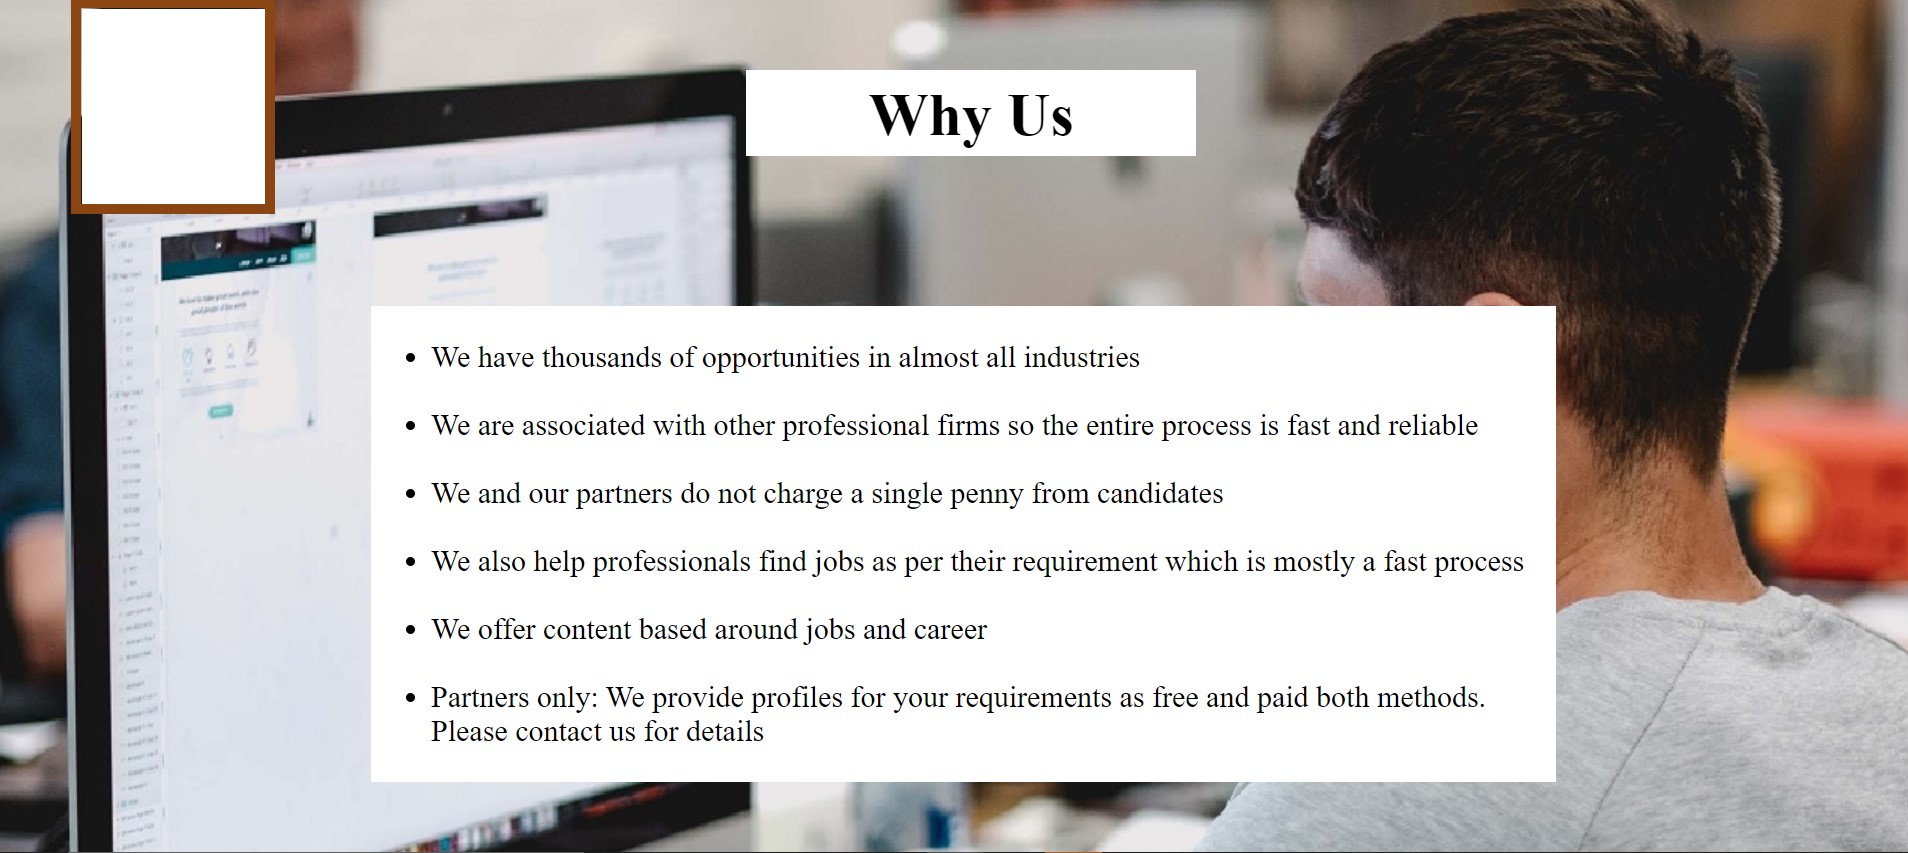 Why Us
We have thousands of opportunities in almost all industries
We are associated with other professional firms so the entire process is fast and reliable
We and our partners do not charge a single penny from candidates
We also help professionals find jobs as per their requirement which is mostly a fast process
We offer content based around jobs and career
Partners only: We provide profiles for your requirements as free and paid both methods.
Please contact us for details